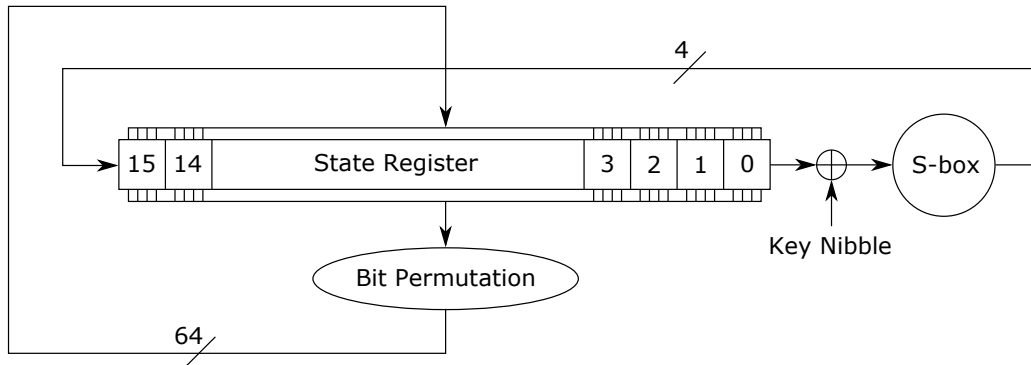 4
15 14 State Register 3 2 1 0
S-box
Key Nibble
Bit Permutation
64